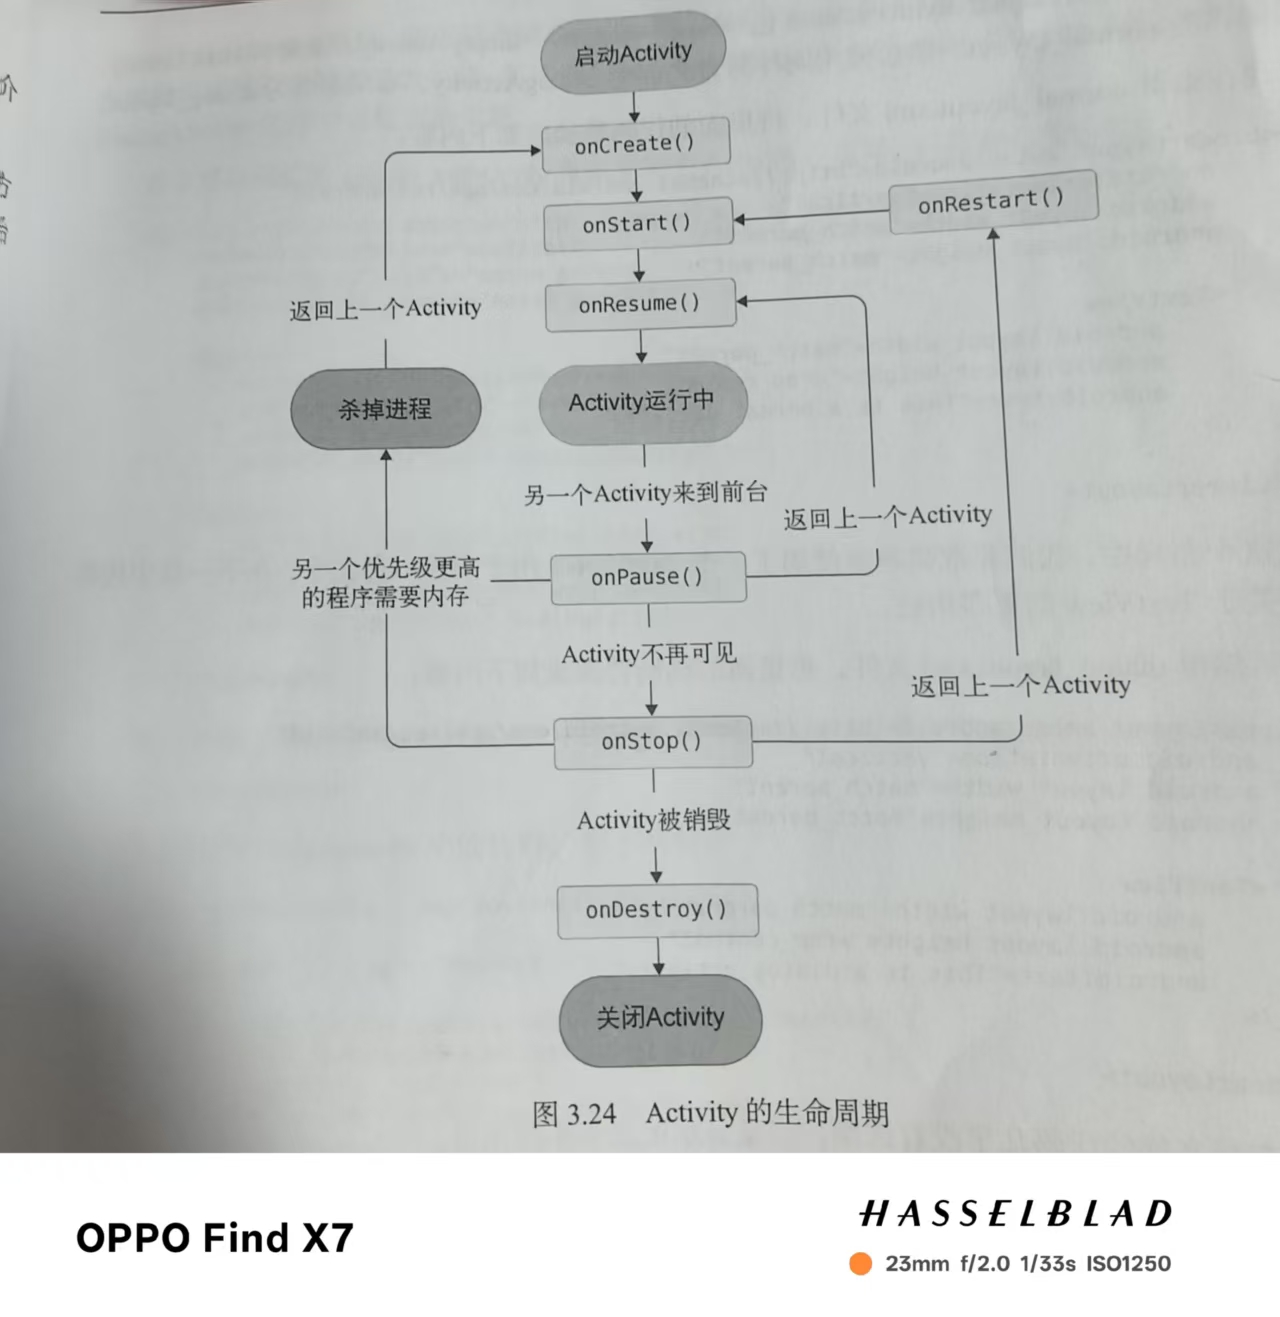 启动Activity
onCreate()
onStart()
onRestart()
onResume()
返回上一个Activity
杀掉进程
Activity运行中
另一个Activity来到前台
返回上一个Activity
另一个优先级更高
的程序需要内存
onPause()
Activity不再可见
返回上一个Activity
onStop()
Activity被销毁
onDestroy()
关闭Activity
图 3.24 Activity 的生命周期
OPPO Find X7
HASSELBLAD
23mm f/2.0 1/33s ISO1250